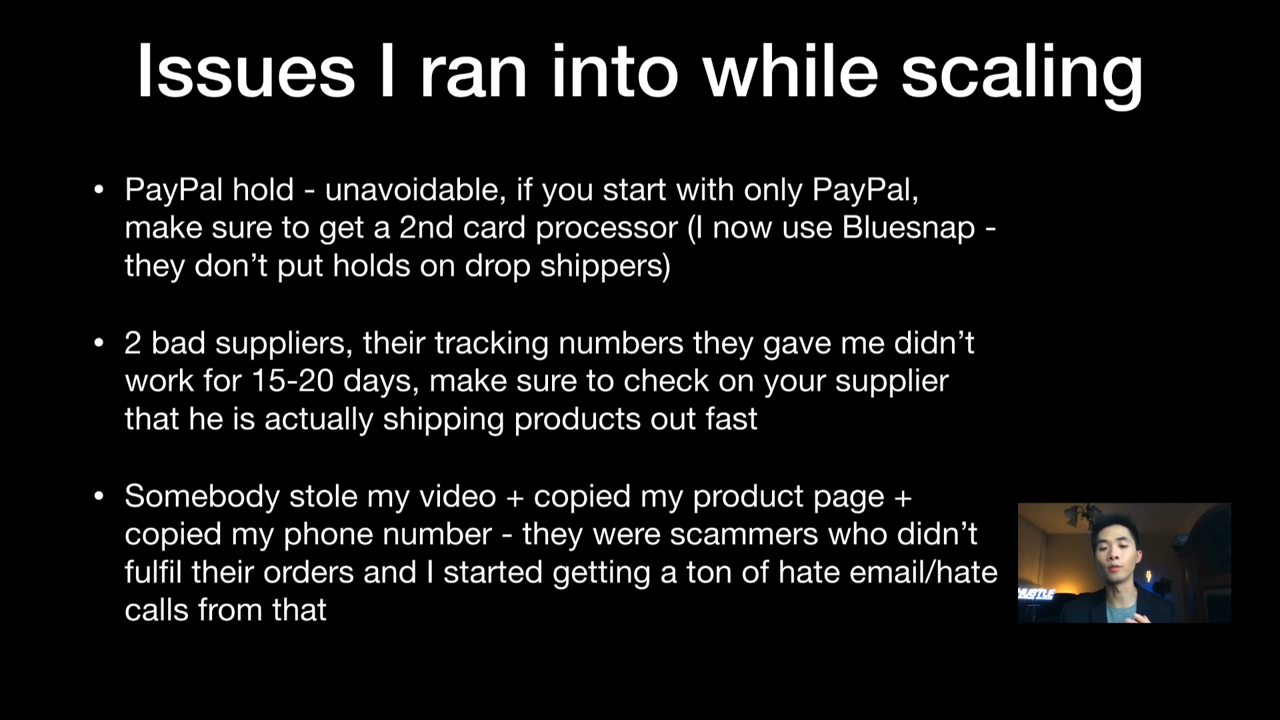 Issues I ran into while scaling
• PayPal hold - unavoidable, if you start with only PayPal,
make sure to get a 2nd card processor (I now use Bluesnap -
they don’t put holds on drop shippers)
• 2 bad suppliers, their tracking numbers they gave me didn’t
work for 15-20 days, make sure to check on your supplier
that he is actually shipping products out fast
• Somebody stole my video + copied my product page +
copied my phone number - they were scammers who didn’t
fulfil their orders and I started getting a ton of hate email/hate
calls from that